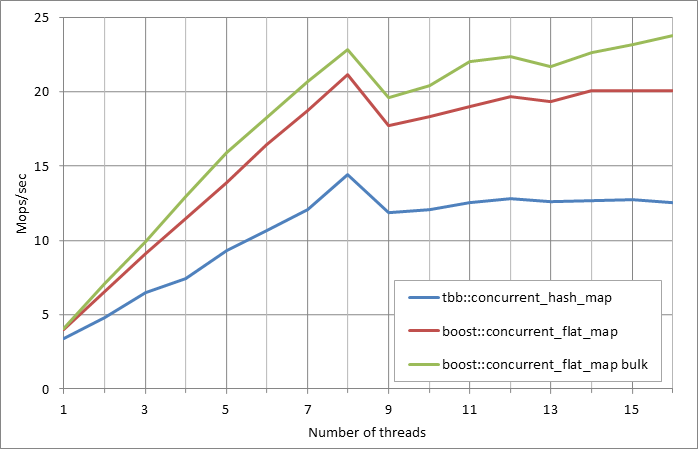 25
20
15
10
5
0
Mops/sec
tbb::concurrent_hash_map
boost::concurrent_flat_map
boost::concurrent_flat_map bulk
1 3 5 7 9 11 13 15
Number of threads